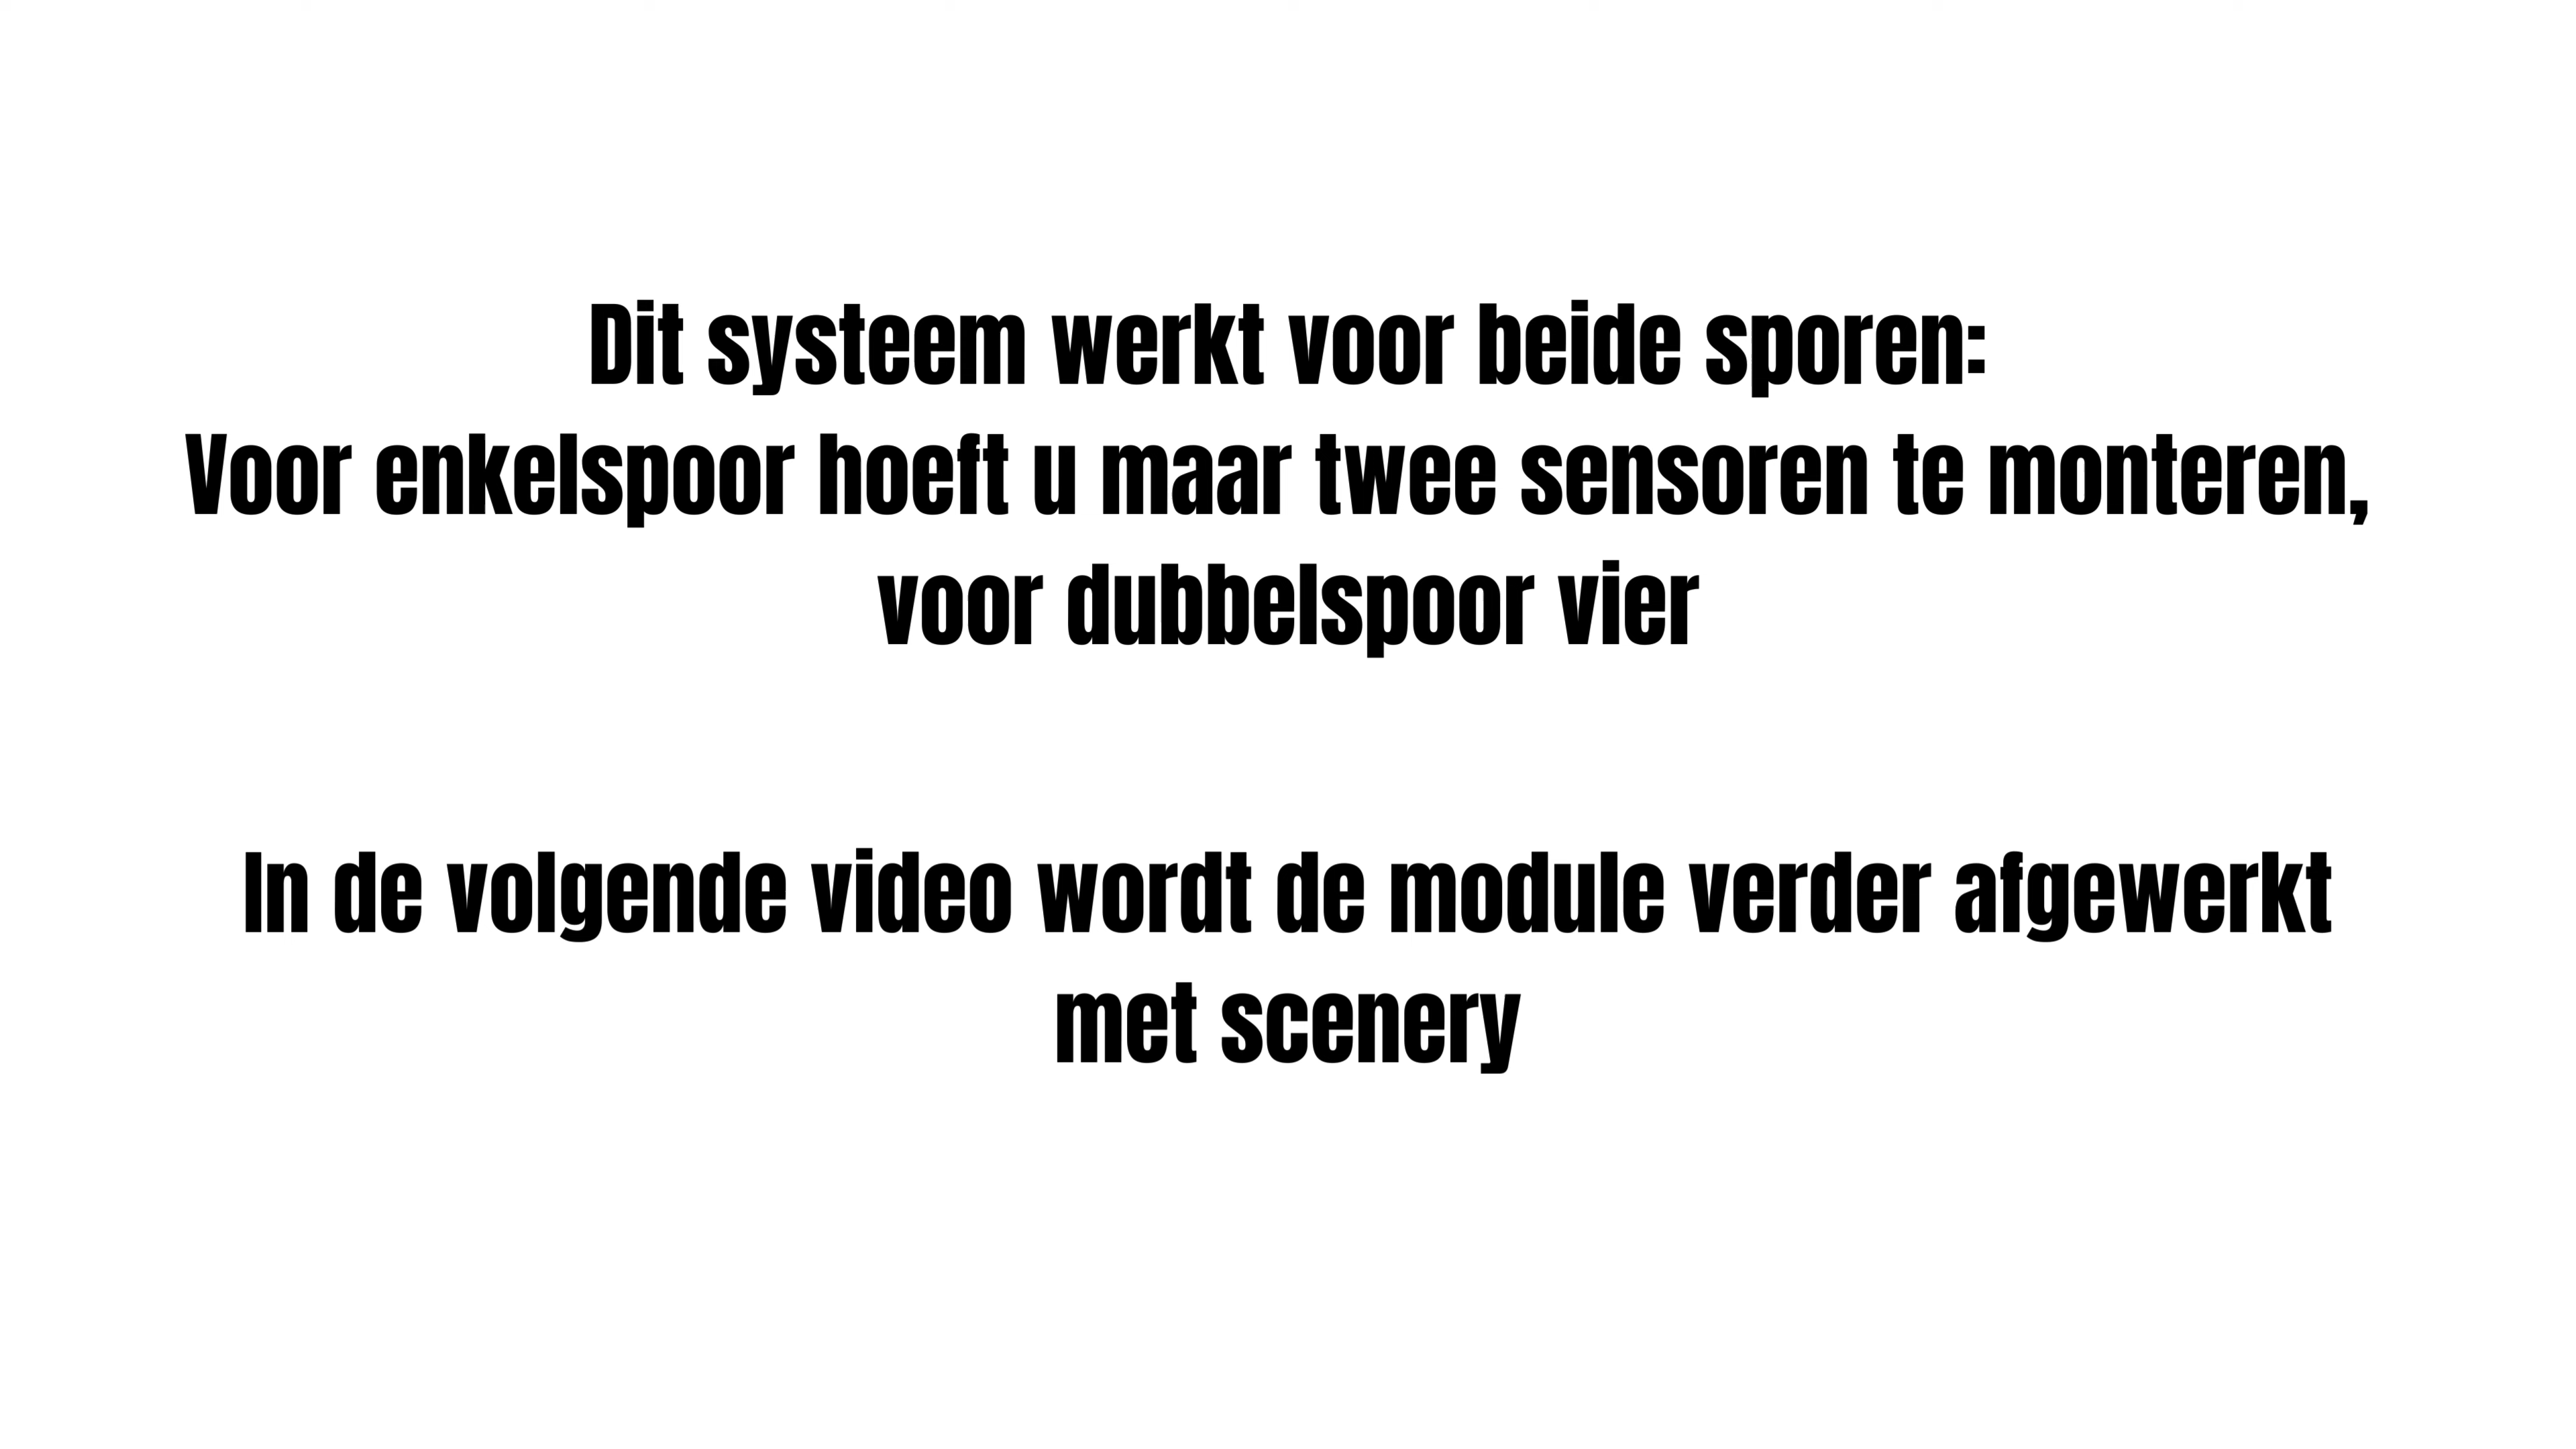 Dit systeem werkt voor beide sporen:
Voor enkelspoor hoeft u maar twee sensoren te monteren,
voor dubbelspoor vier
In de volgende video wordt de module verder afgewerkt
met scenery